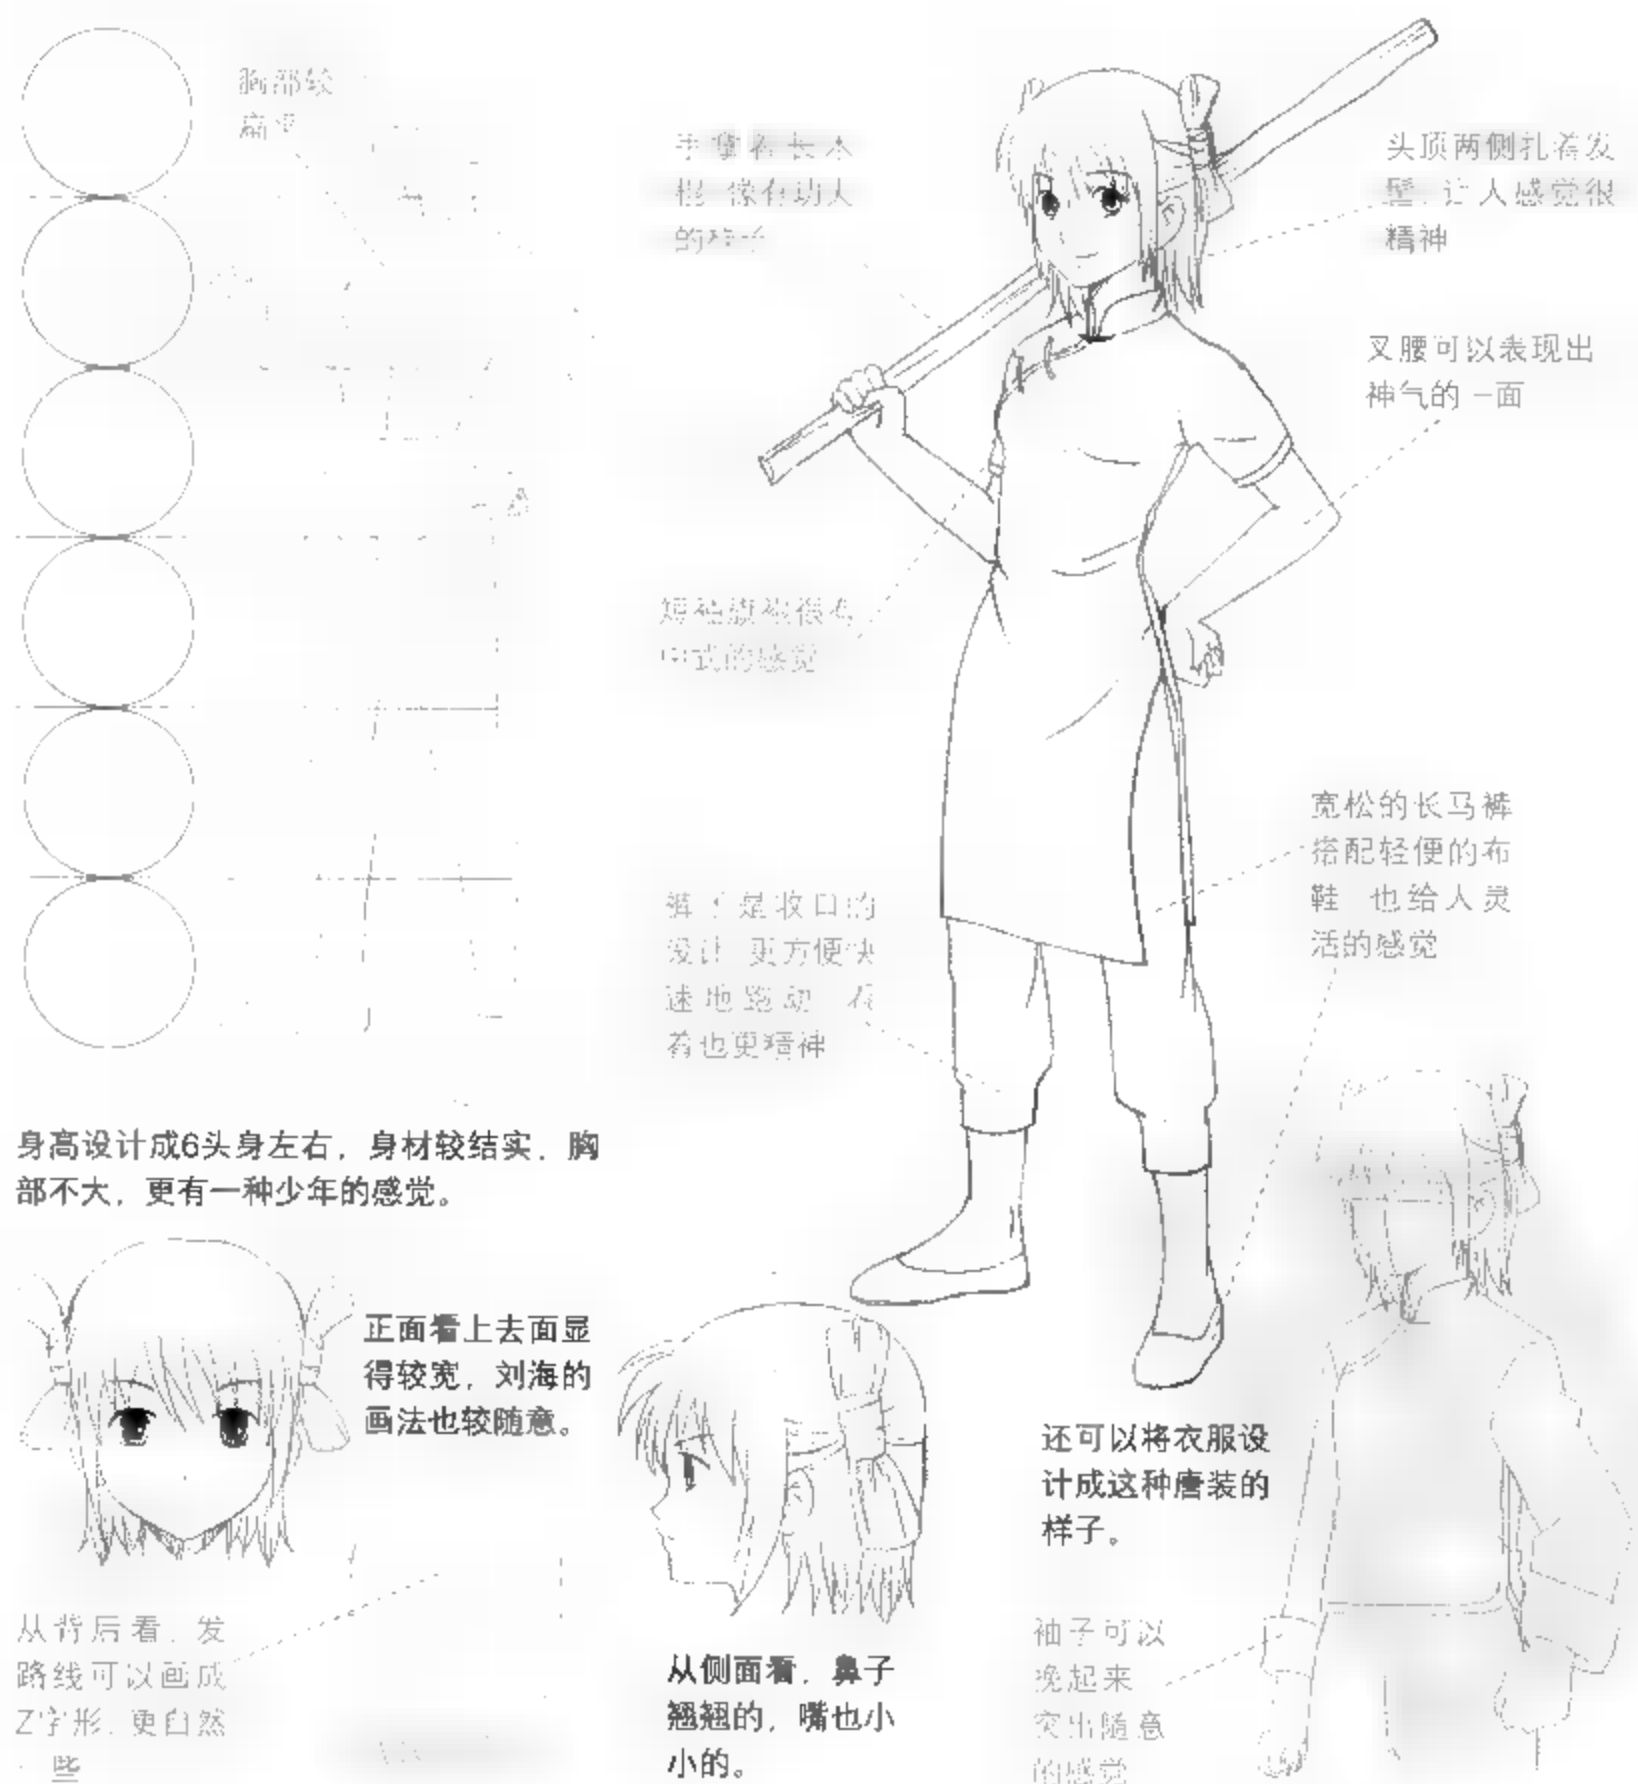 胸部较
手拿着长木
的样子
头顶两侧扎着发
髻，让人感觉很
精神
叉腰可以表现出
神气的一面
短袖旗袍很有
中式的感觉
宽松的长马裤
搭配轻便的布
鞋 也给人灵
活的感觉
裤子是收口的
设计 更方便快
速地跑动 看
着也更精神
身高设计成6头身左右，身材较结实，胸
部不大，更有一种少年的感觉。
正面看上去面显
得较宽，刘海的
画法也较随意。
还可以将衣服设
计成这种唐装的
样子。
从背后看，发
路线可以画成
Z字形，更自然
一些
从侧面看，鼻子
翘翘的，嘴也小
小的。
袖子可以
挽起来
突出随意
的感觉